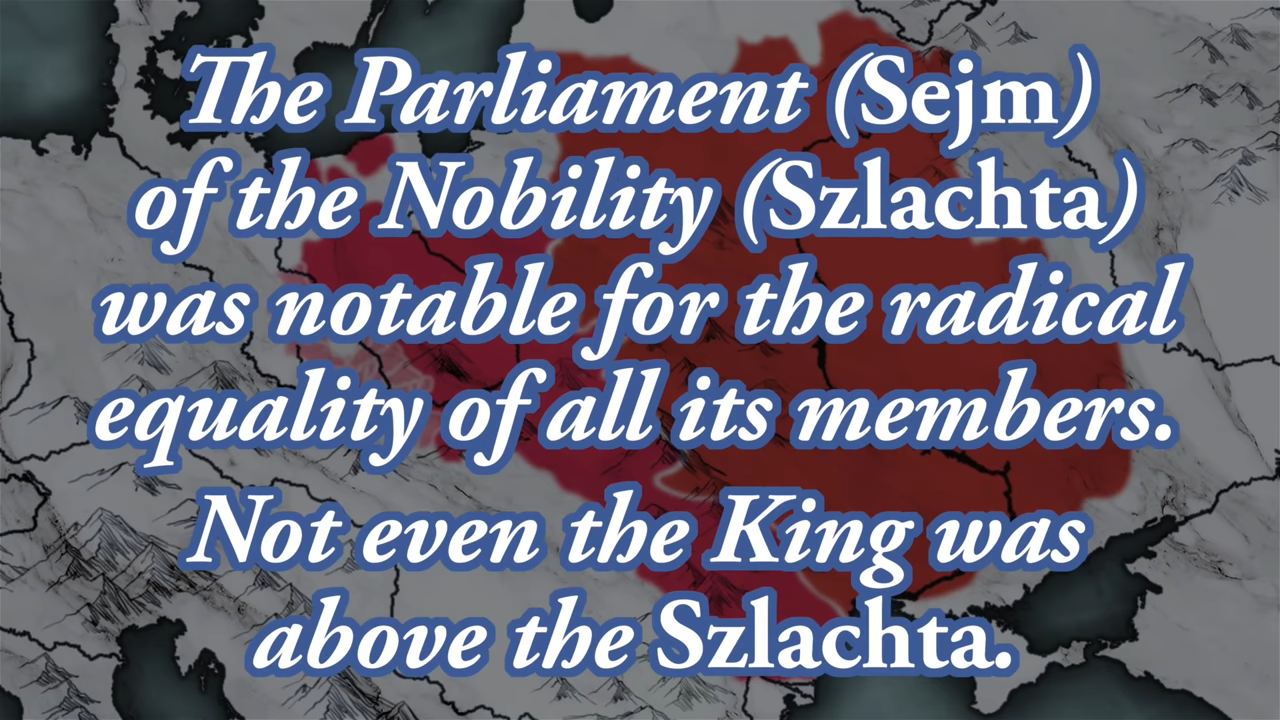 The Parliament (Sejm)
of the Nobility (Szlachta)
was notable for the radical
equality of all its members.
Not even the King was
above the Szlachta.